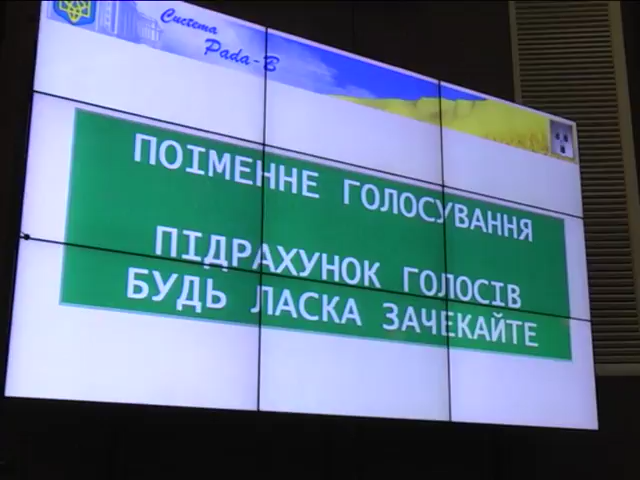 Система
Рада-В
ПОІМЕННЕ ГОЛОСУВАННЯ
ПІДРАХУНОК ГОЛОСІВ
БУДЬ ЛАСКА ЗАЧЕКАЙТЕ